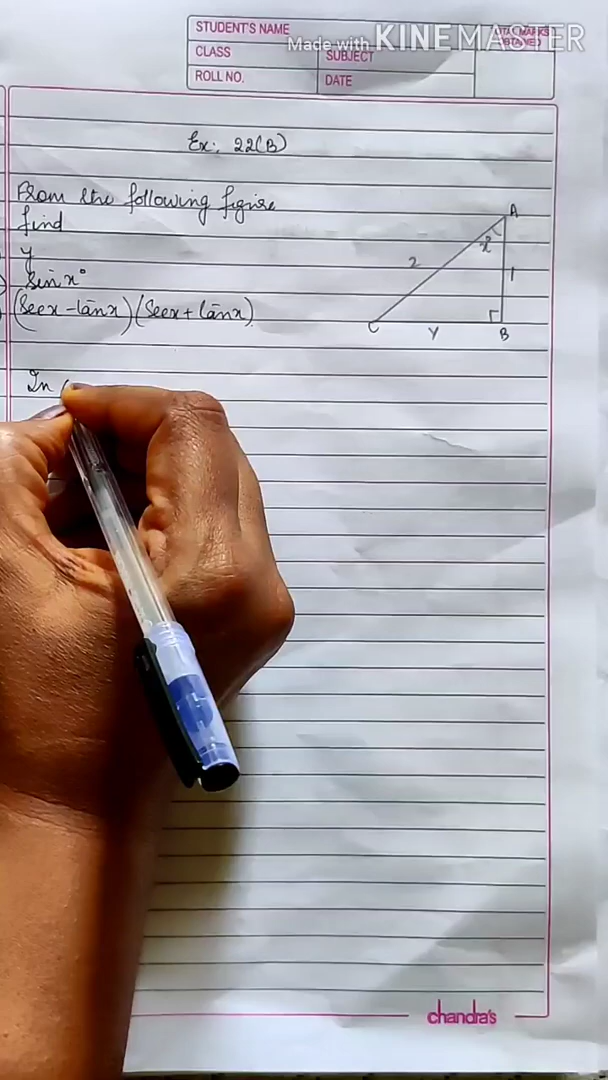 STUDENT'S NAME
CLASS
SUBJECT
ROLL NO.
DATE
Made with KINEMASTER
Ex:. 22(B)
From the following figure
find
y
Sin x°
(Secx - tanx) (Secx + tanx)
A
x°
2
1
C
y
B
In
chandra's